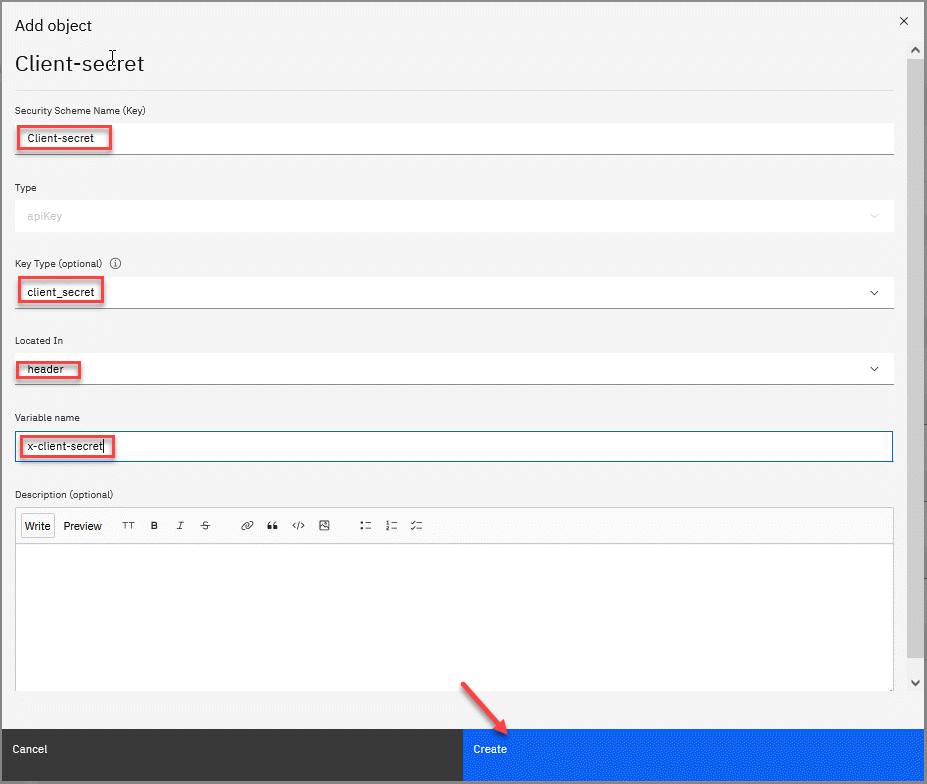 Add object
Client-secret
Security Scheme Name (Key)
Client-secret
Type
apiKey
Key Type (optional)
client_secret
Located In
header
Variable name
x-client-secret
Description (optional)
Write Preview TT B I S
Cancel Create